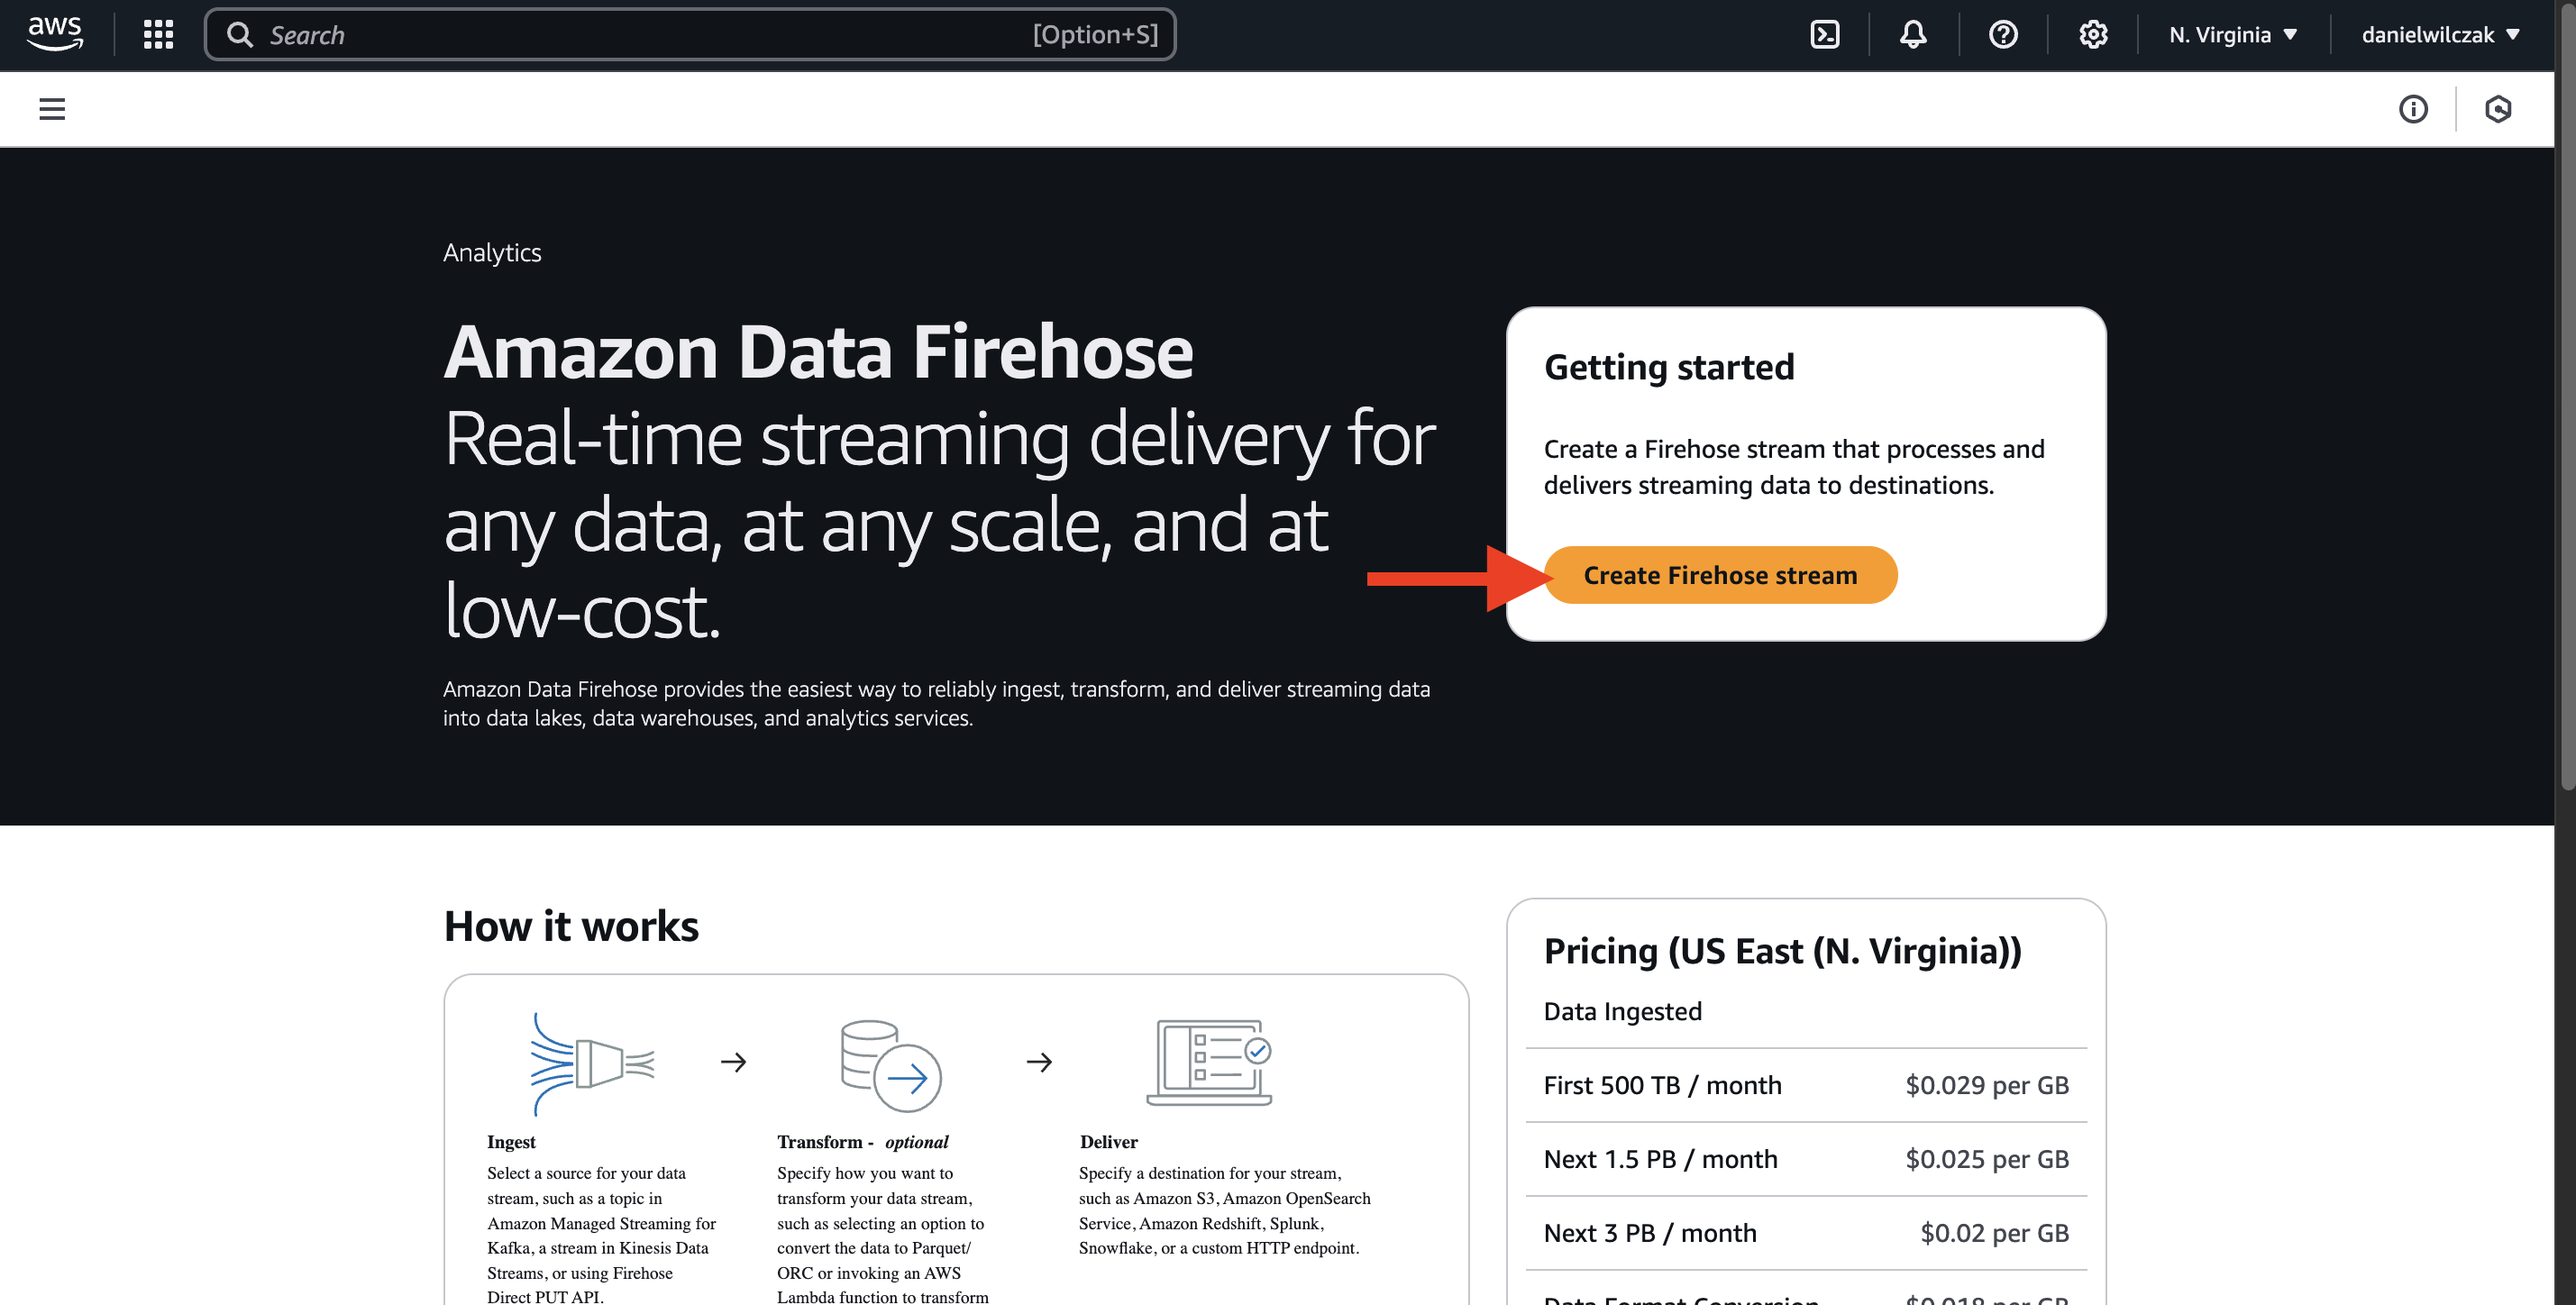 aws
Search
[Option+S]
N. Virginia
danielwilczak
Analytics
Amazon Data Firehose
Real-time streaming delivery for
any data, at any scale, and at
low-cost.
Amazon Data Firehose provides the easiest way to reliably ingest, transform, and deliver streaming data
into data lakes, data warehouses, and analytics services.
Getting started
Create a Firehose stream that processes and
delivers streaming data to destinations.
Create Firehose stream
How it works
Ingest
Select a source for your data
stream, such as a topic in
Amazon Managed Streaming for
Kafka, a stream in Kinesis Data
Streams, or using Firehose
Direct PUT API.
Transform - optional
Specify how you want to
transform your data stream,
such as selecting an option to
convert the data to Parquet/
ORC or invoking an AWS
Lambda function to transform
Deliver
Specify a destination for your stream,
such as Amazon S3, Amazon OpenSearch
Service, Amazon Redshift, Splunk,
Snowflake, or a custom HTTP endpoint.
Pricing (US East (N. Virginia))
Data Ingested
First 500 TB / month $0.029 per GB
Next 1.5 PB / month $0.025 per GB
Next 3 PB / month $0.02 per GB
Data Format Conversion $0.018 per GB